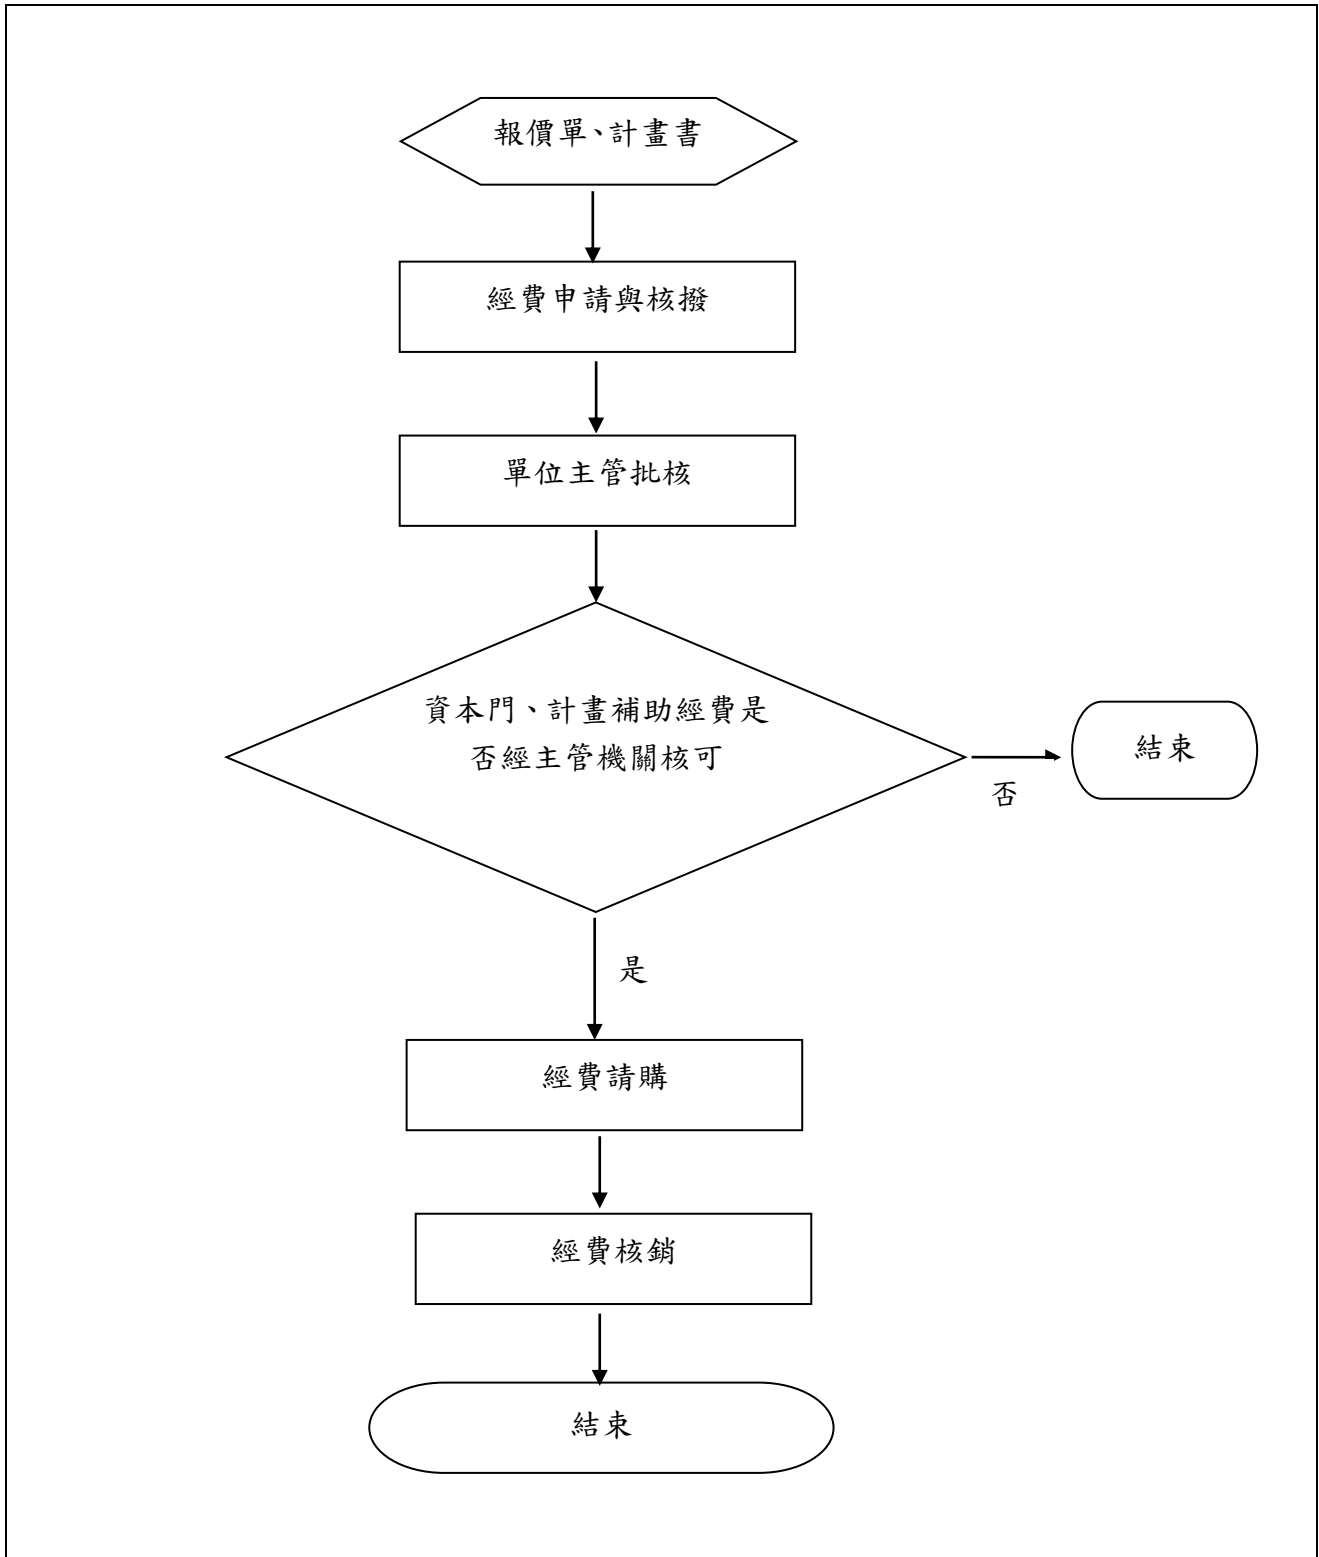 報價單、計畫書
經費申請與核撥
單位主管批核
資本門、計畫補助經費是
否經主管機關核可
結束
否
是
經費請購
經費核銷
結束